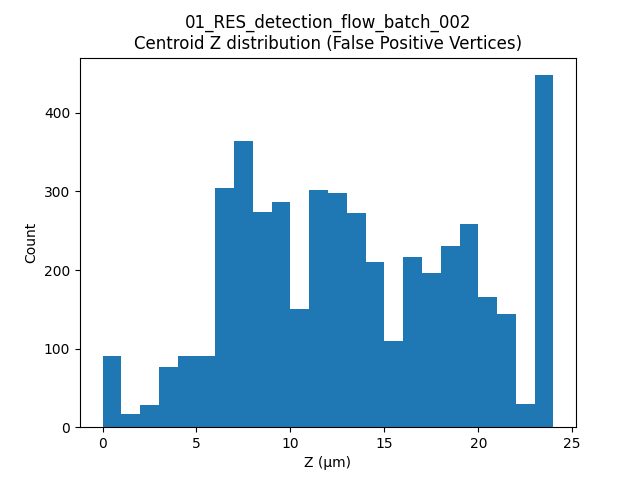 01_RES_detection_flow_batch_002
Centroid Z distribution (False Positive Vertices)
400
300
200
100
0
Count
0 5 10 15 20 25
Z (μm)